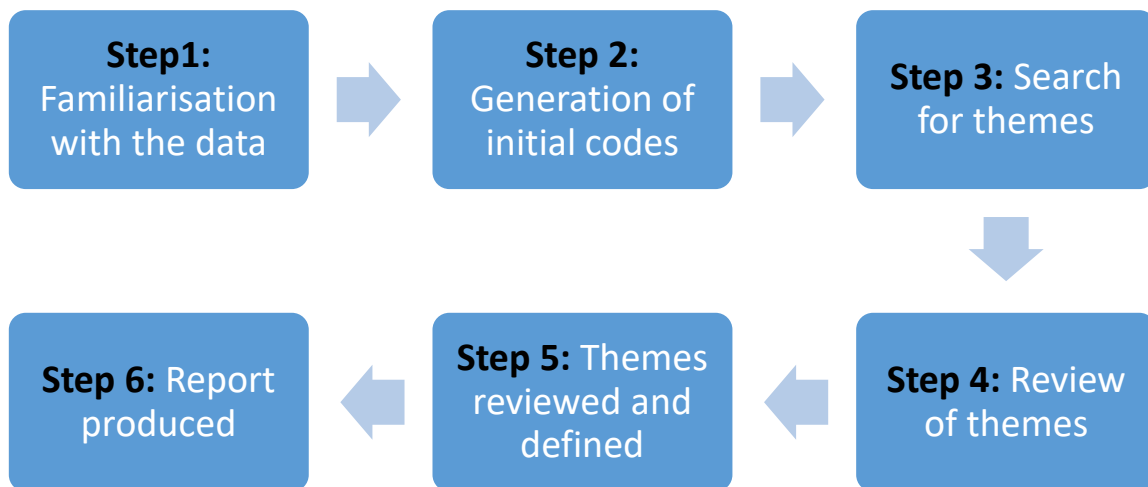 Step1:
Familiarisation
with the data
Step 2:
Generation of
initial codes
Step 3: Search
for themes
Step 4: Review
of themes
Step 5: Themes
reviewed and
defined
Step 6: Report
produced